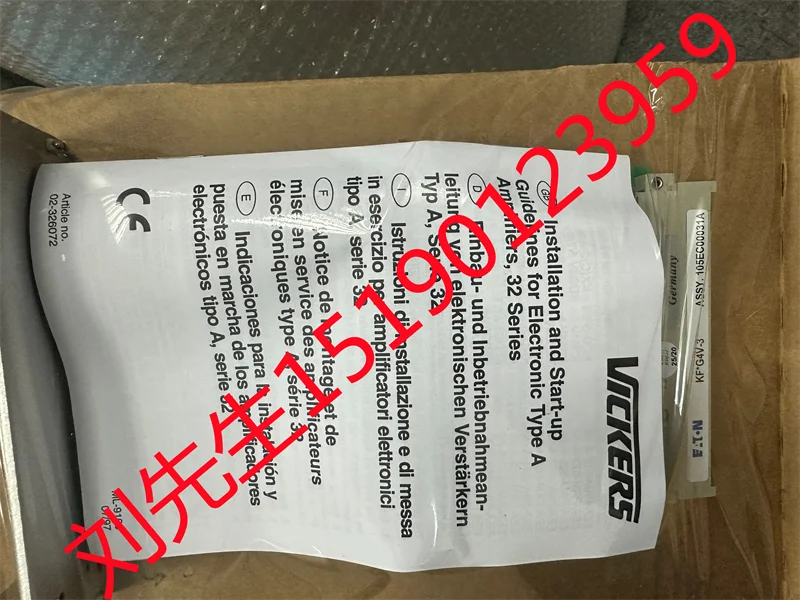 VICKERS
GB Installation and Start-up
Guidelines for Electronic Type A
Amplifiers, 32 Series
D Einbau- und Inbetriebnahmean-
leitung von elektronischen Verstärkern
Typ A, Serie 32
I Istruzioni di installazione e di messa
in esercizio per amplificatori elettronici
tipo A, serie 32
F Notice de montage et de
mise en service des amplificateurs
électroniques type A, série 32
E Indicaciones para la instalación y
puesta en marcha de los amplificadores
electrónicos tipo A, serie 32
CE
Article no.
02-326072
ASSY. 1055EC00031A
Germany
25/20
F:T•N
刘先生15190123959